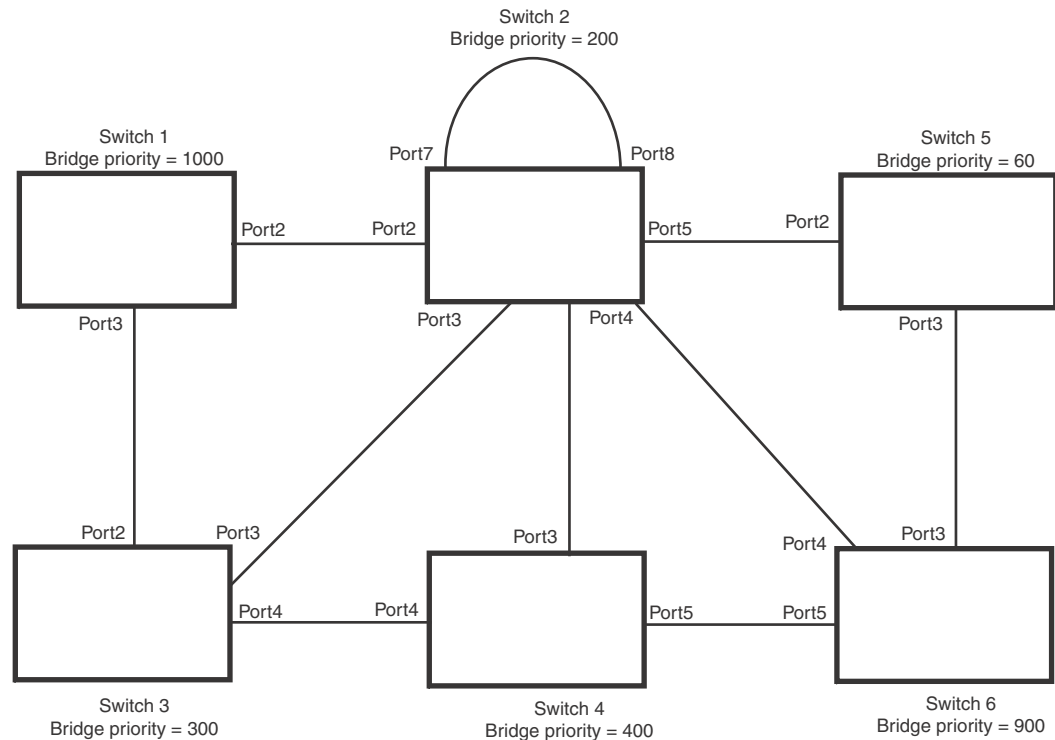 Switch 2
Bridge priority = 200
Switch 1
Bridge priority = 1000
Switch 5
Bridge priority = 60
Port7
Port8
Port2
Port2
Port5
Port2
Port3
Port3
Port4
Port3
Port2
Port3
Port3
Port4
Port3
Port4
Port4
Port5
Port5
Switch 3
Bridge priority = 300
Switch 4
Bridge priority = 400
Switch 6
Bridge priority = 900